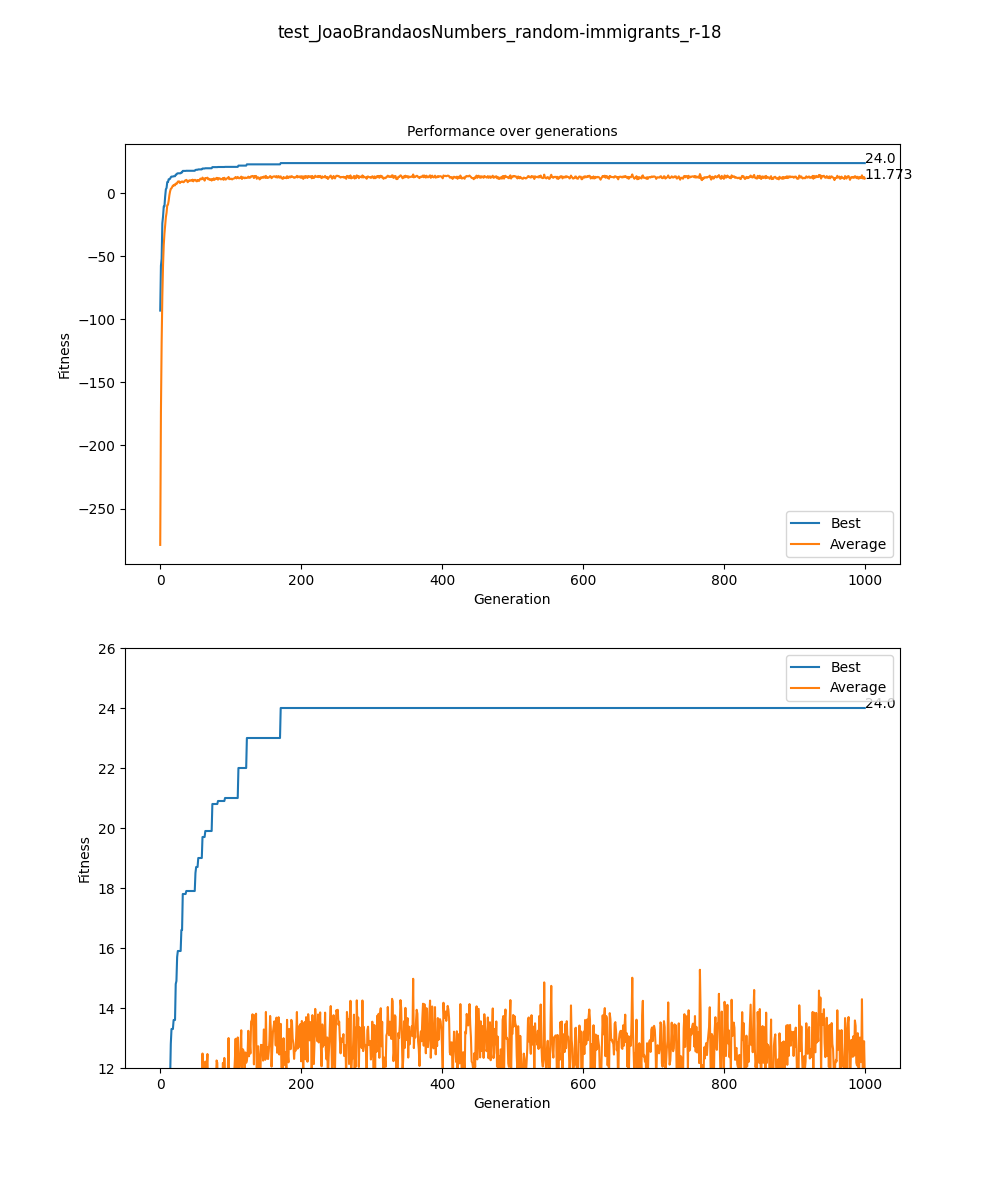 test_JoaoBrandaosNumbers_random-immigrants_r-18
Performance over generations
24.0
11.773
0
−50
−100
−150
−200
−250
Fitness
Best
Average
0 200 400 600 800 1000
Generation
26
24
22
20
18
16
14
12
Fitness
Best
Average
24.0
0 200 400 600 800 1000
Generation